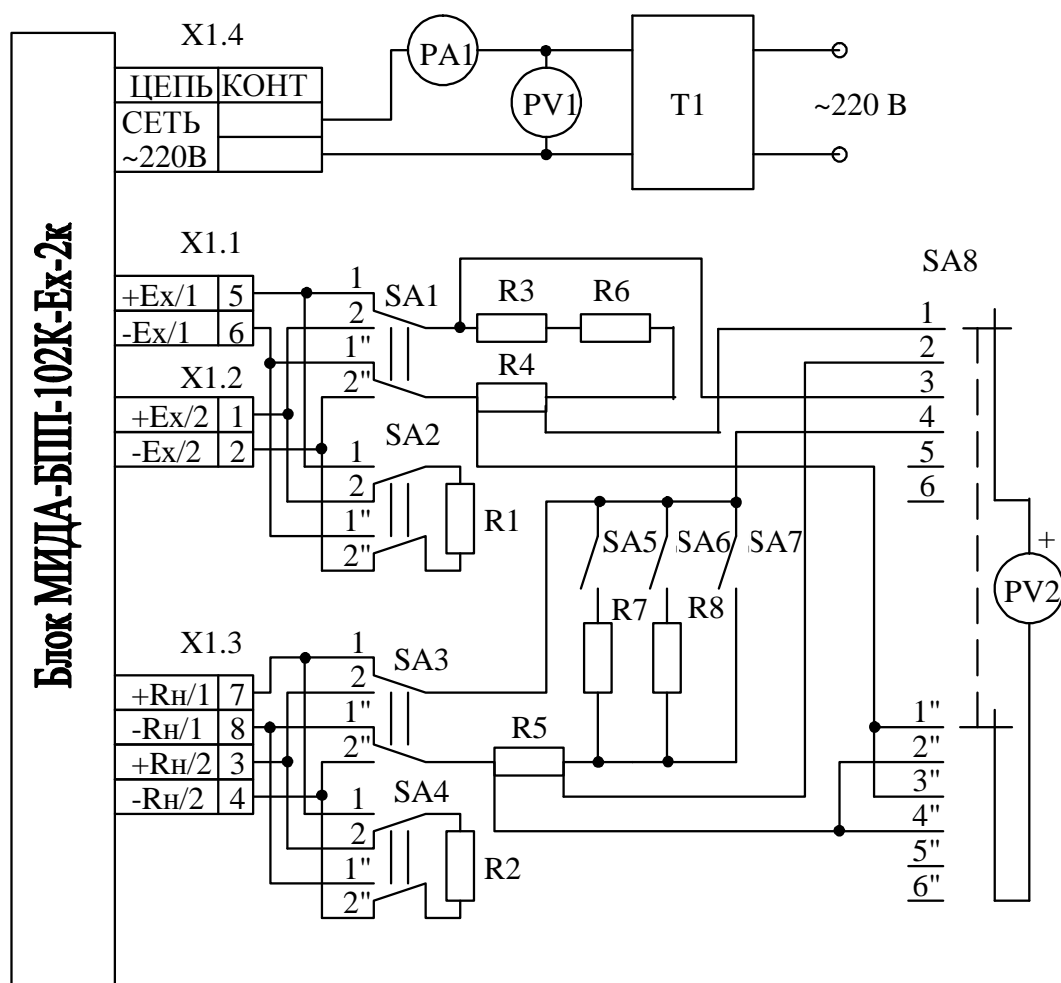 Блок МИДА-БПП-102К-Ex-2к
X1.4
ЦЕПЬ КОНТ
СЕТЬ
~220В
PA1
PV1
T1
~220 В
X1.1
+Ex/1 5
-Ex/1 6
X1.2
+Ex/2 1
-Ex/2 2
1
2
1"
2"
SA1
R3
R6
R4
SA2
1
2
1"
2"
R1
SA8
1
2
3
4
5
6
SA5
SA6
SA7
R7
R8
+
PV2
X1.3
+Rн/1 7
-Rн/1 8
+Rн/2 3
-Rн/2 4
1
2
1"
2"
SA3
R5
SA4
1
2
1"
2"
R2
1"
2"
3"
4"
5"
6"